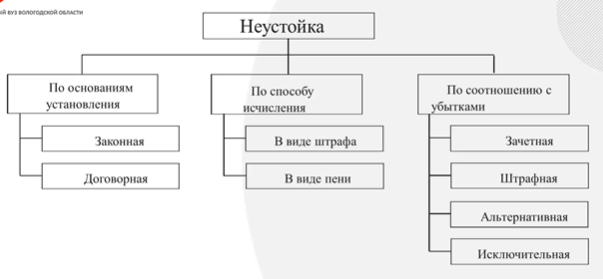 ЫЙ ВУЗ ВОЛОГОДСКОЙ ОБЛАСТИ
Неустойка
По основаниям
установления
Законная
Договорная
По способу
исчисления
В виде штрафа
В виде пени
По соотношению с
убытками
Зачетная
Штрафная
Альтернативная
Исключительная